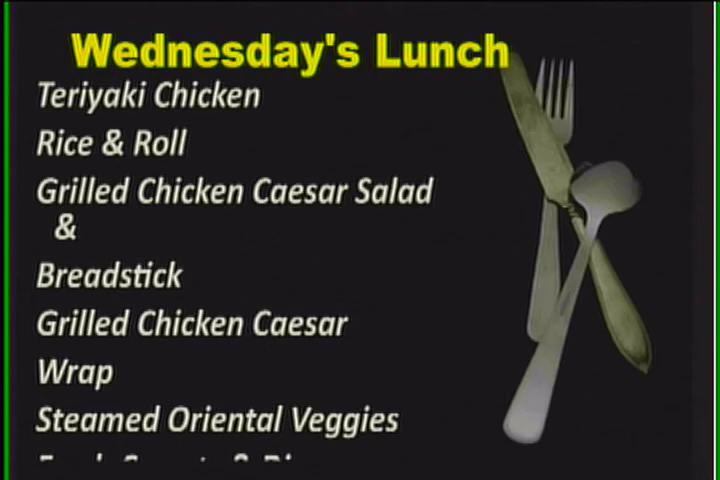 Wednesday's Lunch
Teriyaki Chicken
Rice & Roll
Grilled Chicken Caesar Salad
&
Breadstick
Grilled Chicken Caesar
Wrap
Steamed Oriental Veggies